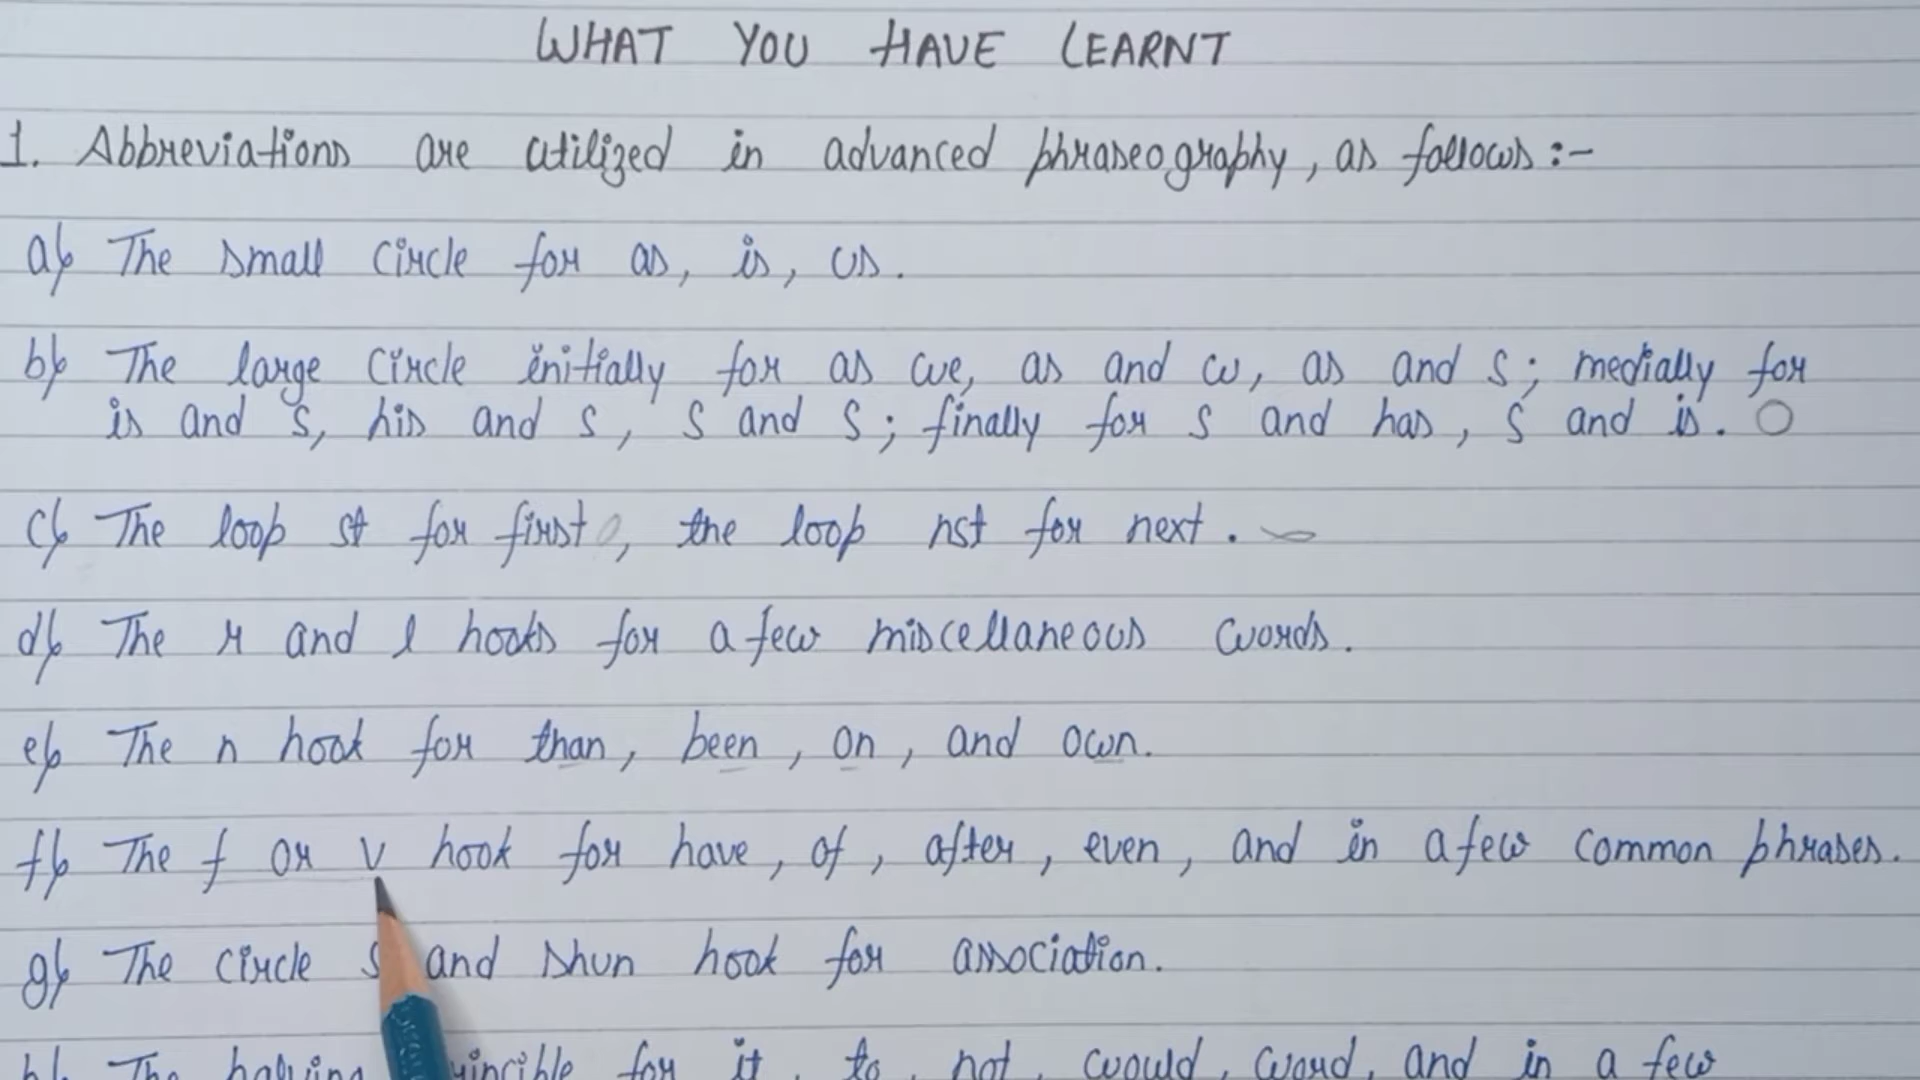 WHAT YOU HAVE LEARNT
1. Abbreviations are utilized in advanced phraseography, as follows :-
a) The small circle for as, is, us.
b) The large circle initially for as we, as and w, as and s; medially for
is and s, his and s, s and s; finally for s and has, s and is.
c) The loop st for first, the loop nst for next.
d) The r and l hooks for a few miscellaneous words.
e) The n hook for than, been, on, and own.
f) The f or v hook for have, of, after, even, and in a few common phrases.
g) The circle s and shun hook for association.
h) The halving for it, to, not, would, word, and in a few